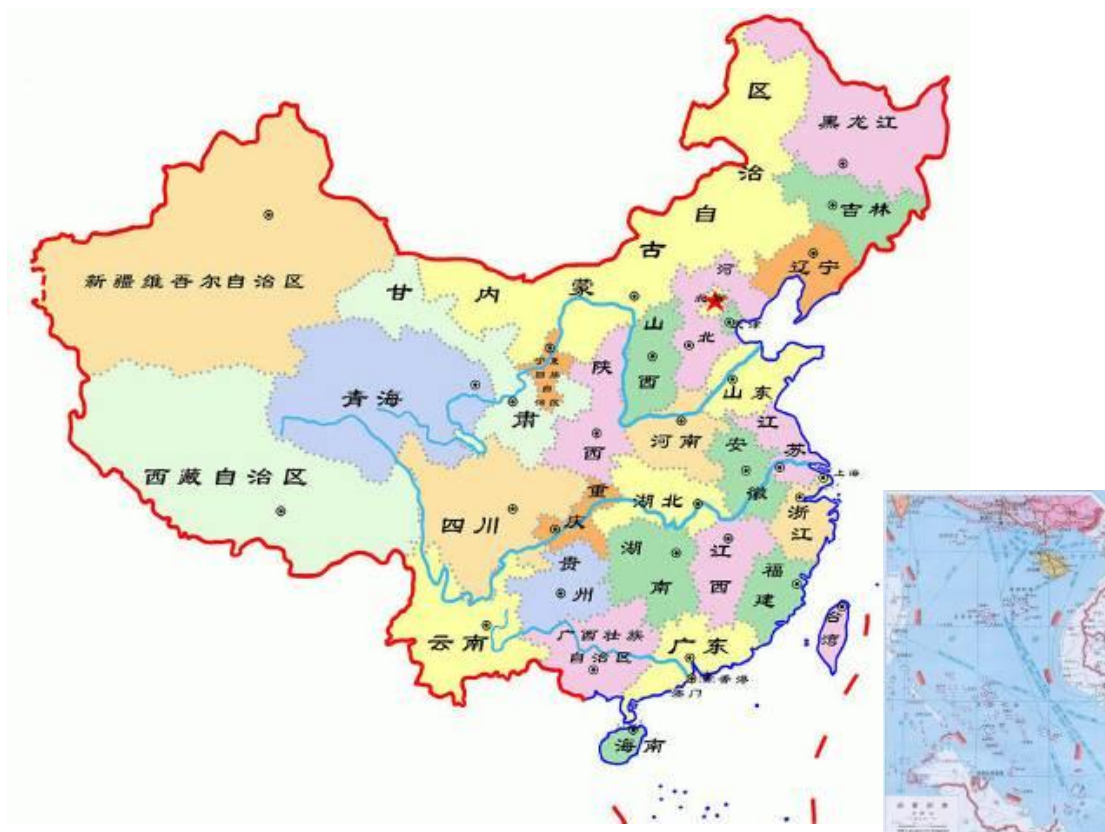 黑龙江
内蒙古自治区
吉林
辽宁
新疆维吾尔自治区
甘肃
河北
北京
天津
山西
宁夏
回族
自
治区
陕西
青海
山东
西藏自治区
河南
江苏
安徽
上海
四川
重庆
湖北
浙江
湖南
江西
贵州
福建
云南
广西壮族
自治区
广东
香港
澳门
台湾
海南